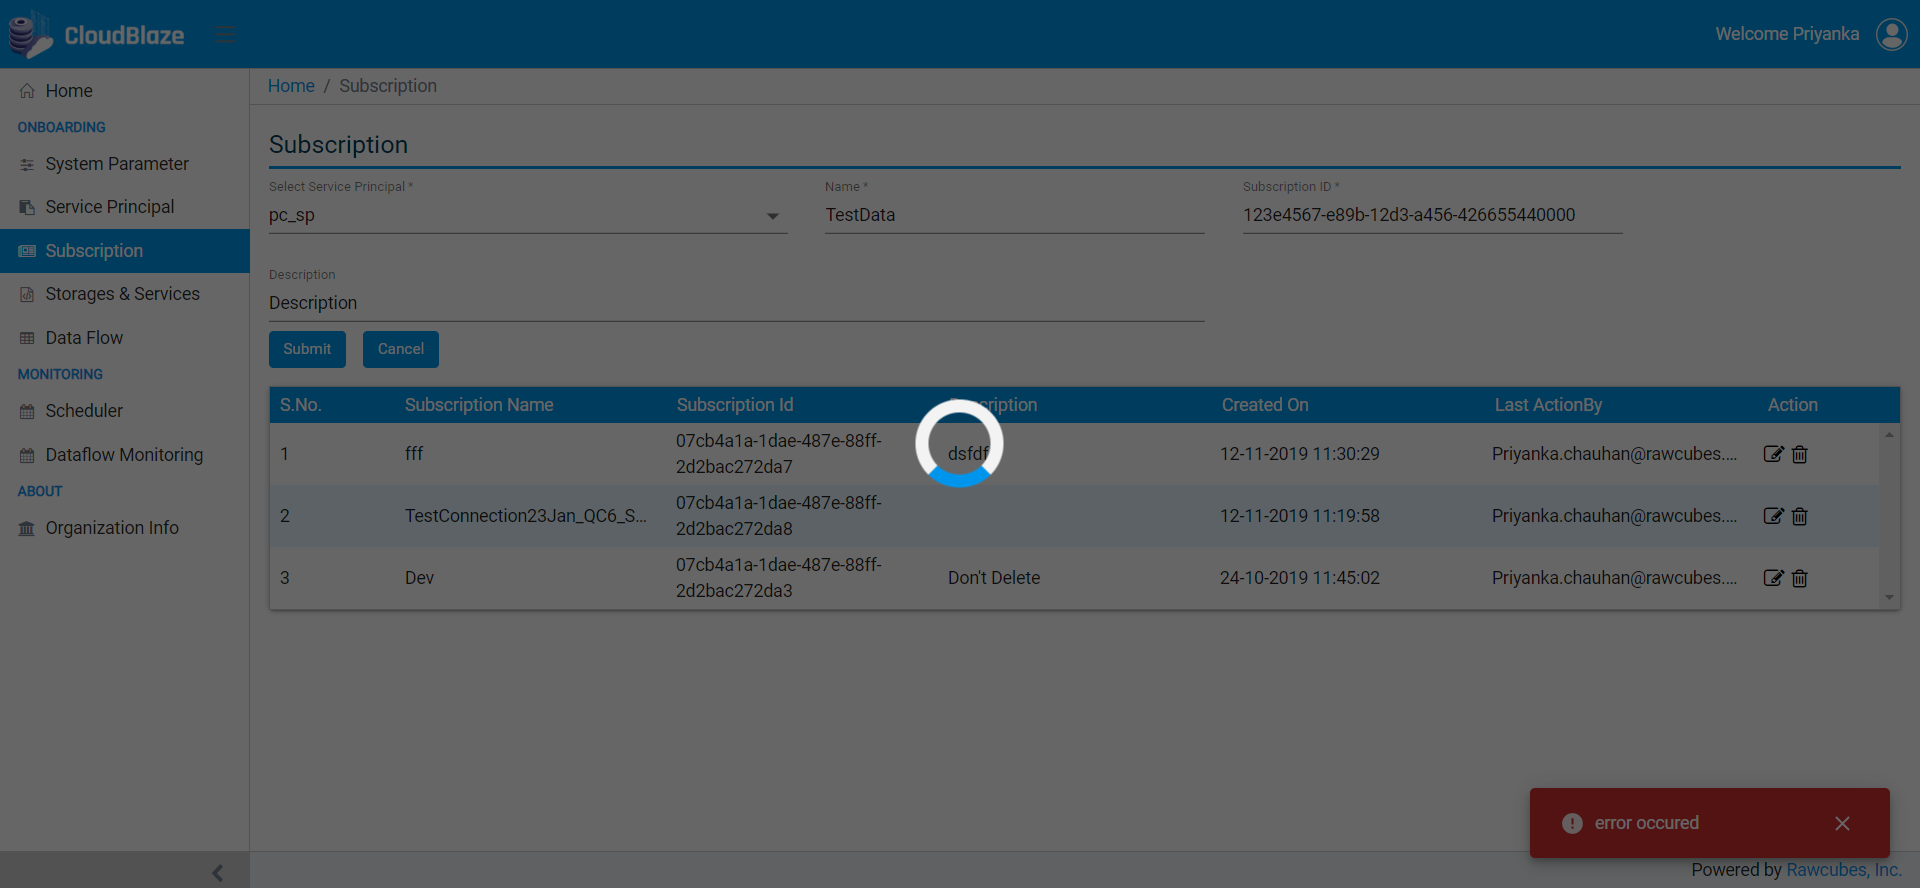 CloudBlaze
Welcome Priyanka
Home
ONBOARDING
System Parameter
Service Principal
Subscription
Storages & Services
Data Flow
MONITORING
Scheduler
Dataflow Monitoring
ABOUT
Organization Info
Home / Subscription
Subscription
Select Service Principal *
pc_sp
Name *
TestData
Subscription ID *
123e4567-e89b-12d3-a456-426655440000
Description
Description
Submit Cancel
S.No. Subscription Name Subscription Id Created On Last ActionBy Action
1 fff 07cb4a1a-1dae-487e-88ff-
2d2bac272da7 dsfdf 12-11-2019 11:30:29 Priyanka.chauhan@rawcubes....
2 TestConnection23Jan_QC6_S... 07cb4a1a-1dae-487e-88ff-
2d2bac272da8 12-11-2019 11:19:58 Priyanka.chauhan@rawcubes....
3 Dev 07cb4a1a-1dae-487e-88ff-
2d2bac272da3 Don't Delete 24-10-2019 11:45:02 Priyanka.chauhan@rawcubes....
error occured
Powered by Rawcubes, Inc.